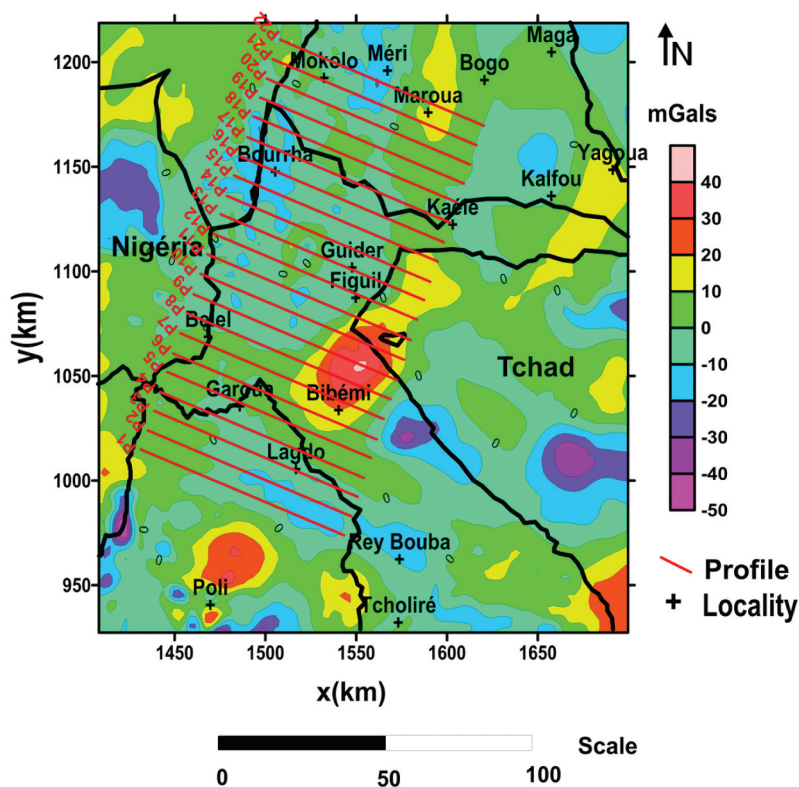 P22
P21
P20
P19
P18
P17
P16
P15
P14
P13
P12
P11
P10
P9
P8
P7
P6
P5
P4
P3
P2
P1
Mokolo
Méri
Bogo
Maga
Maroua
Bourrha
Yagoua
Kalfou
Kaélé
Nigéria
Guider
Figuil
Belel
Tchad
Garoua
Bibémi
Lagdo
Rey Bouba
Poli
Tcholiré
0
y(km)
1200
1150
1100
1050
1000
950
1450
1500
1550
1600
1650
x(km)
N
mGals
40
30
20
10
0
-10
-20
-30
-40
-50
Profile
Locality
Scale
0
50
100